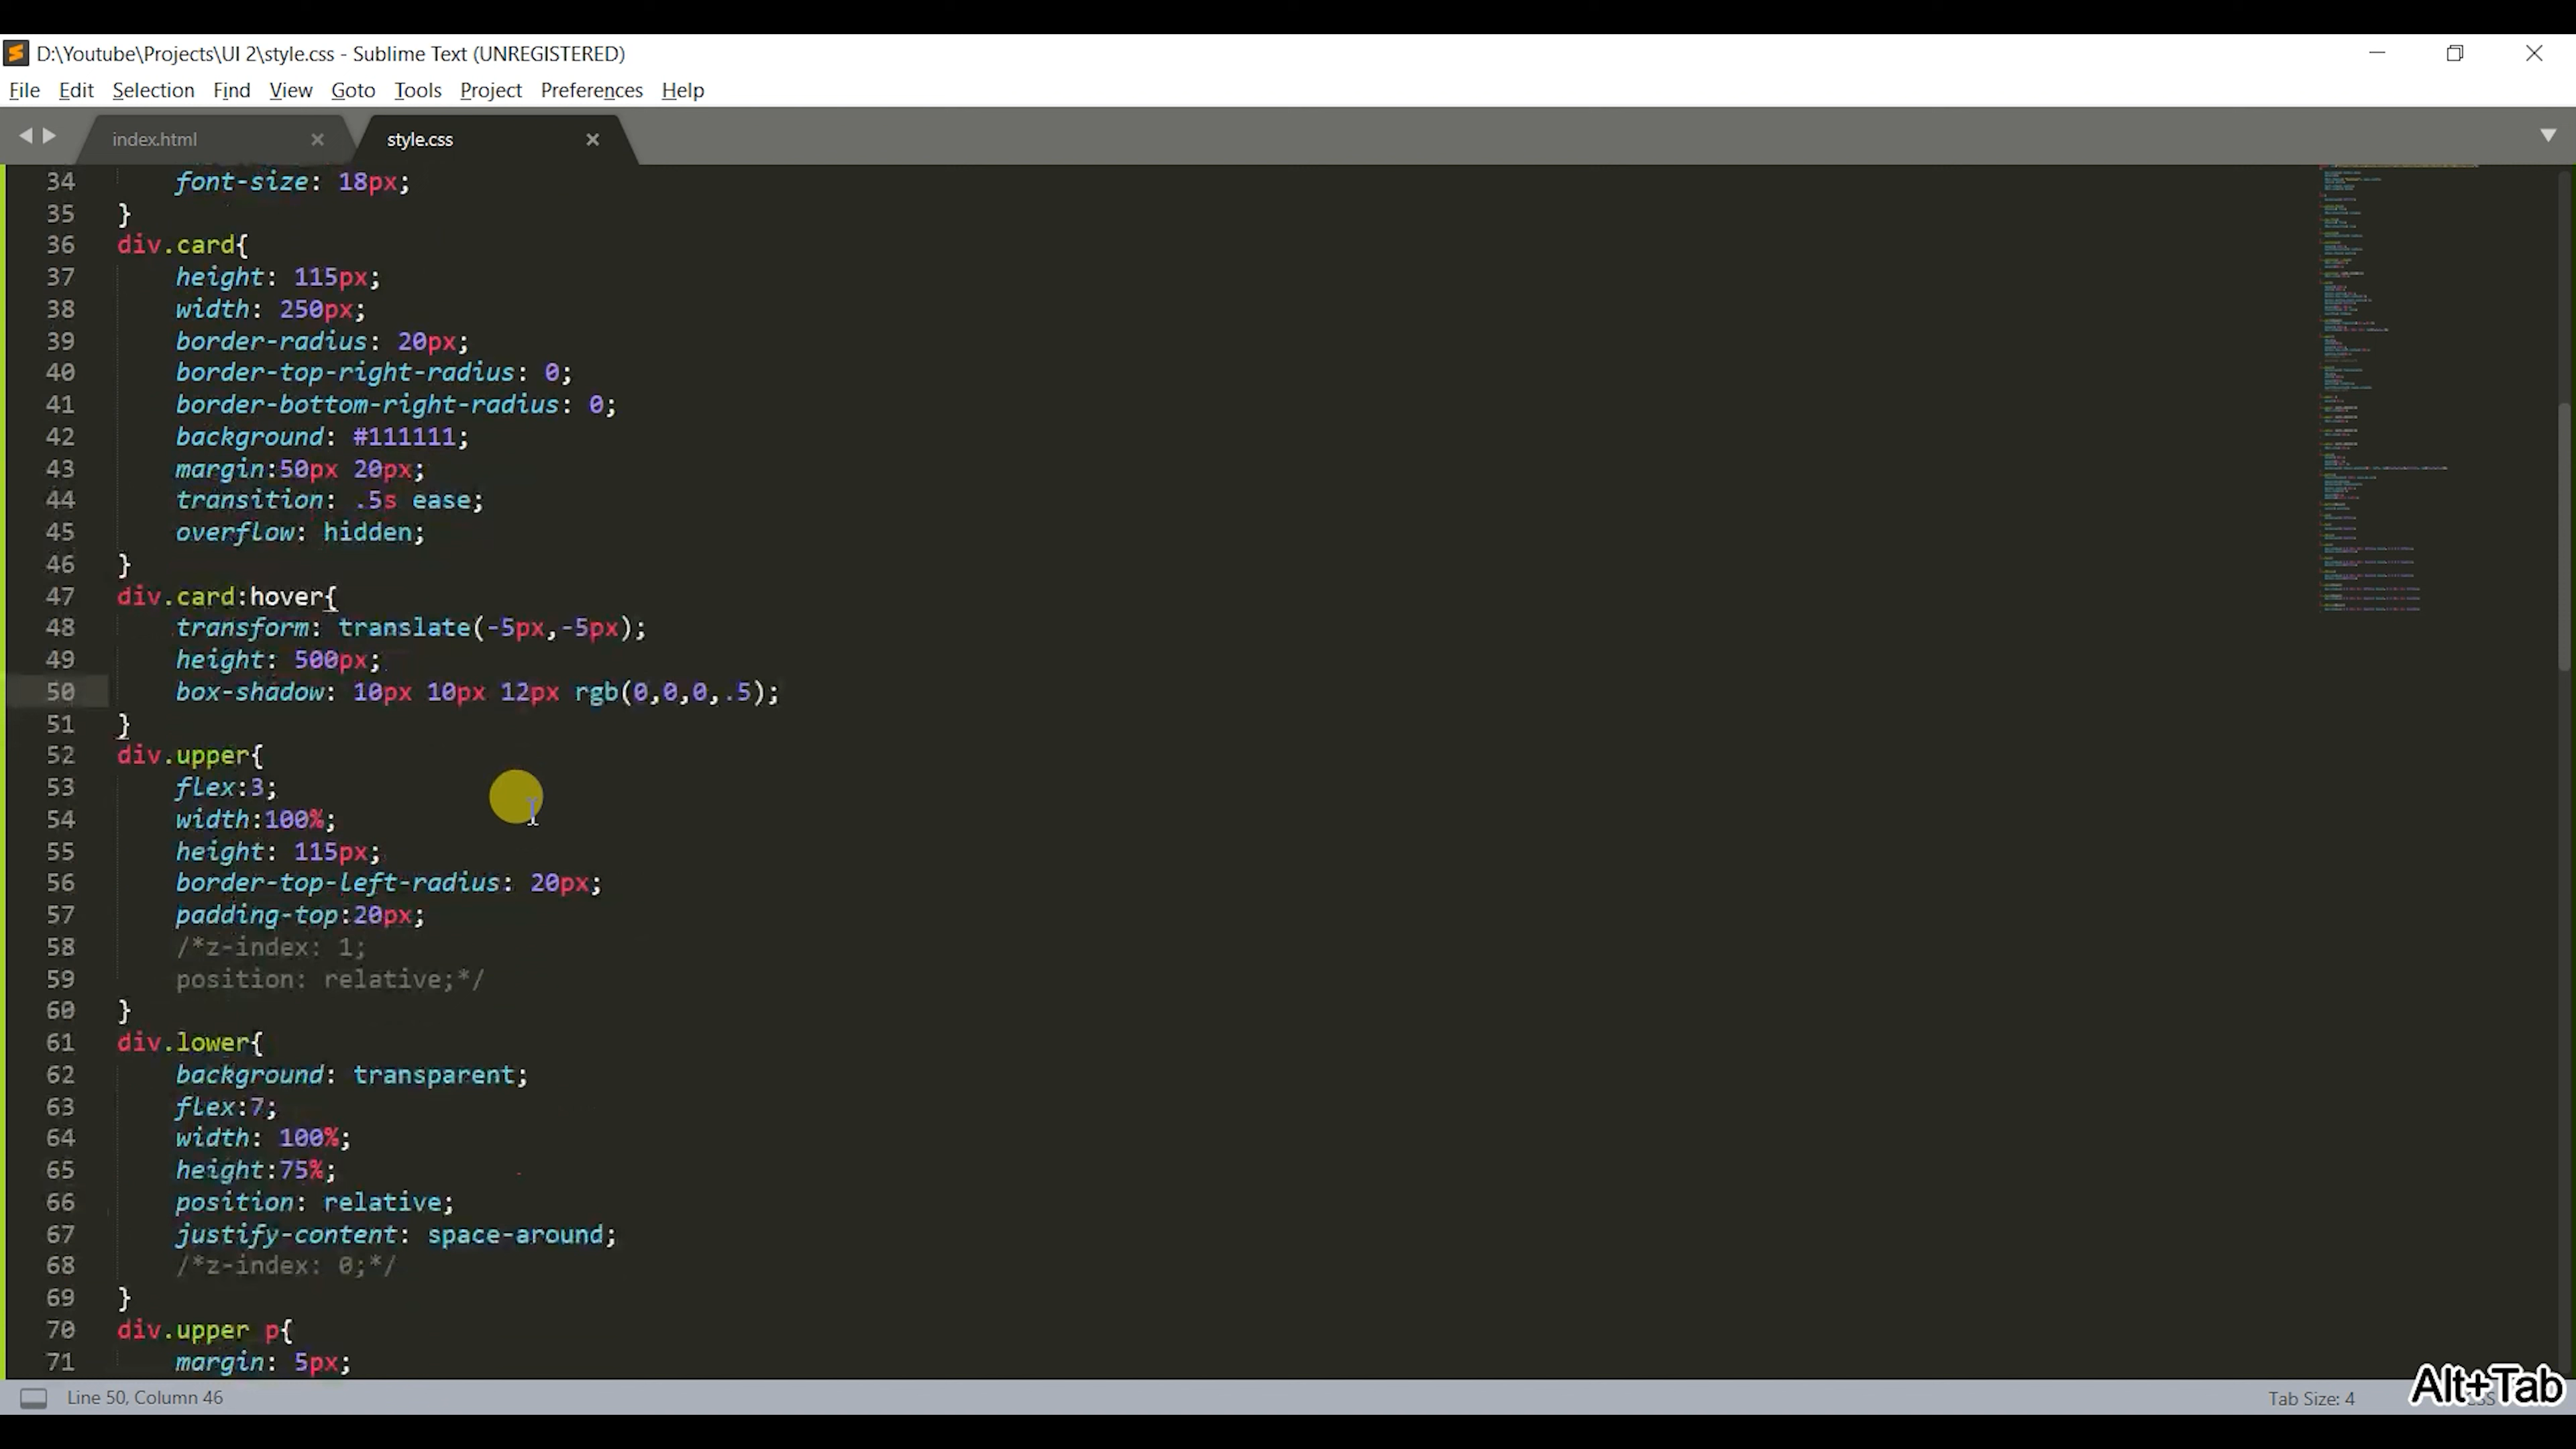 D:\Youtube\Projects\UI 2\style.css - Sublime Text (UNREGISTERED)
File Edit Selection Find View Goto Tools Project Preferences Help
index.html style.css
34 font-size: 18px;
35 }
36 div.card{
37 height: 115px;
38 width: 250px;
39 border-radius: 20px;
40 border-top-right-radius: 0;
41 border-bottom-right-radius: 0;
42 background: #111111;
43 margin:50px 20px;
44 transition: .5s ease;
45 overflow: hidden;
46 }
47 div.card:hover{
48 transform: translate(-5px,-5px);
49 height: 500px;
50 box-shadow: 10px 10px 12px rgb(0,0,0,.5);
51 }
52 div.upper{
53 flex:3;
54 width:100%;
55 height: 115px;
56 border-top-left-radius: 20px;
57 padding-top:20px;
58 /*z-index: 1;
59 position: relative;*/
60 }
61 div.lower{
62 background: transparent;
63 flex:7;
64 width: 100%;
65 height:75%;
66 position: relative;
67 justify-content: space-around;
68 /*z-index: 0;*/
69 }
70 div.upper p{
71 margin: 5px;
Line 50, Column 46 Tab Size: 4
Alt+Tab